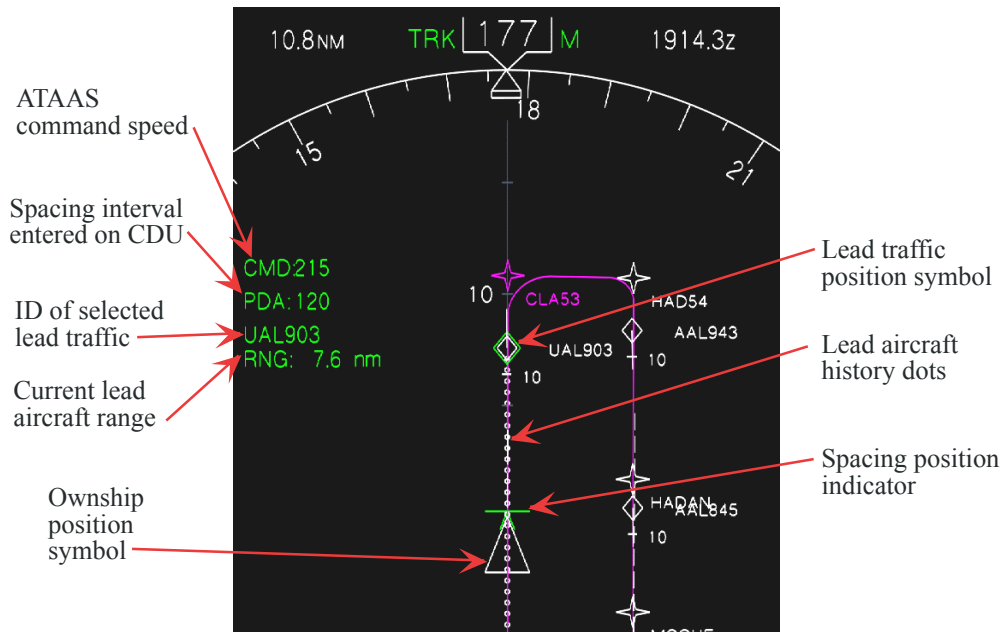 10.8NM
TRK 177 M
1914.3Z
18
15
21
ATAAS
command speed
Spacing interval
entered on CDU
ID of selected
lead traffic
Current lead
aircraft range
Ownship
position
symbol
CMD:215
PDA:120
UAL903
RNG: 7.6 nm
10
CLA53
HAD54
AAL943
UAL903
10
10
HADAN
AAL845
10
Lead traffic
position symbol
Lead aircraft
history dots
Spacing position
indicator